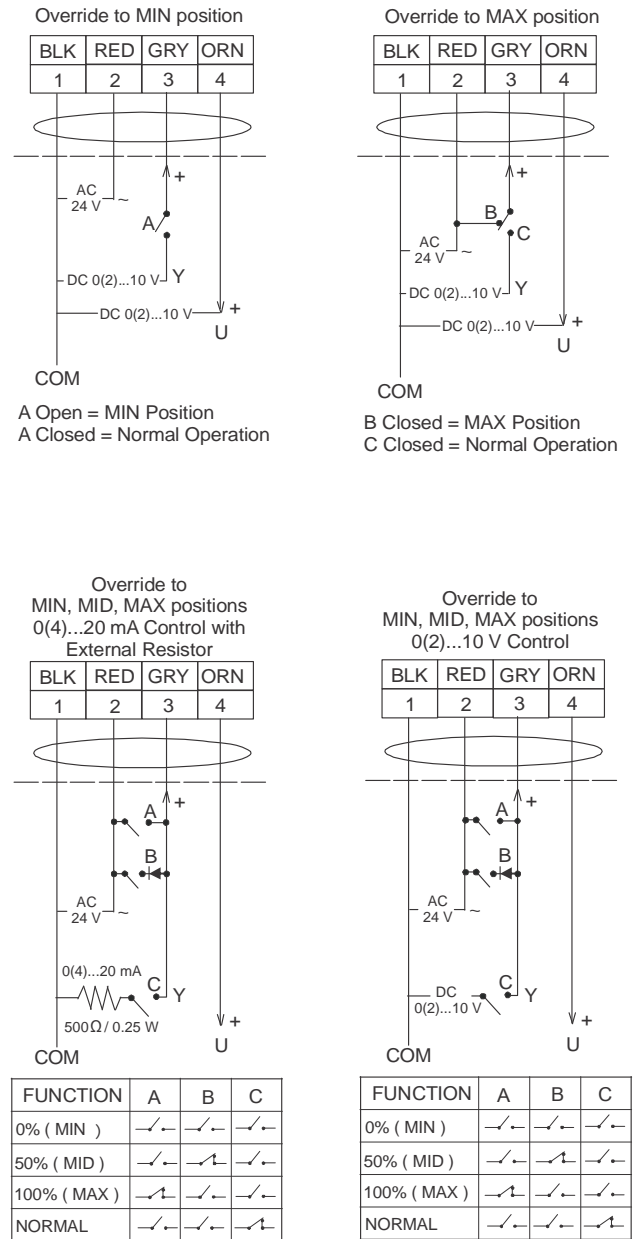 Override to MIN position
BLK RED GRY ORN
1 2 3 4
+
AC
24 V ~
A
DC 0(2)...10 V Y
DC 0(2)...10 V +
U
COM
A Open = MIN Position
A Closed = Normal Operation
Override to MAX position
BLK RED GRY ORN
1 2 3 4
+
B
C
AC
24 V ~
DC 0(2)...10 V Y
DC 0(2)...10 V +
U
COM
B Closed = MAX Position
C Closed = Normal Operation
Override to
MIN, MID, MAX positions
0(4)...20 mA Control with
External Resistor
BLK RED GRY ORN
1 2 3 4
+
A
B
AC
24 V ~
0(4)...20 mA
C Y
500Ω / 0.25 W
+
U
COM
FUNCTION A B C
0% ( MIN )
50% ( MID )
100% ( MAX )
NORMAL
Override to
MIN, MID, MAX positions
0(2)...10 V Control
BLK RED GRY ORN
1 2 3 4
+
A
B
AC
24 V ~
DC
0(2)...10 V
C Y
+
U
COM
FUNCTION A B C
0% ( MIN )
50% ( MID )
100% ( MAX )
NORMAL